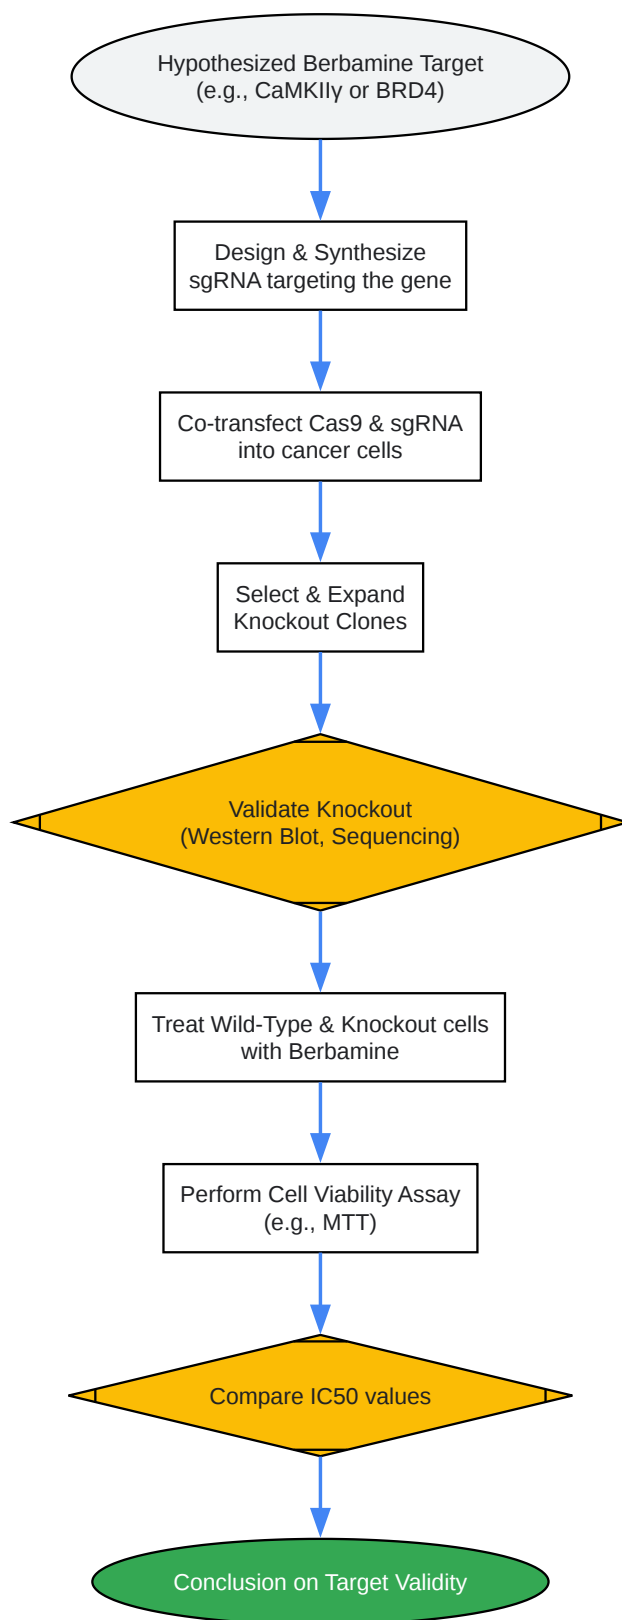 Hypothesized Berbamine Target
(e.g., CaMKIIγ or BRD4)
Design & Synthesize
sgRNA targeting the gene
Co-transfect Cas9 & sgRNA
into cancer cells
Select & Expand
Knockout Clones
Validate Knockout
(Western Blot, Sequencing)
Treat Wild-Type & Knockout cells
with Berbamine
Perform Cell Viability Assay
(e.g., MTT)
Compare IC50 values
Conclusion on Target Validity